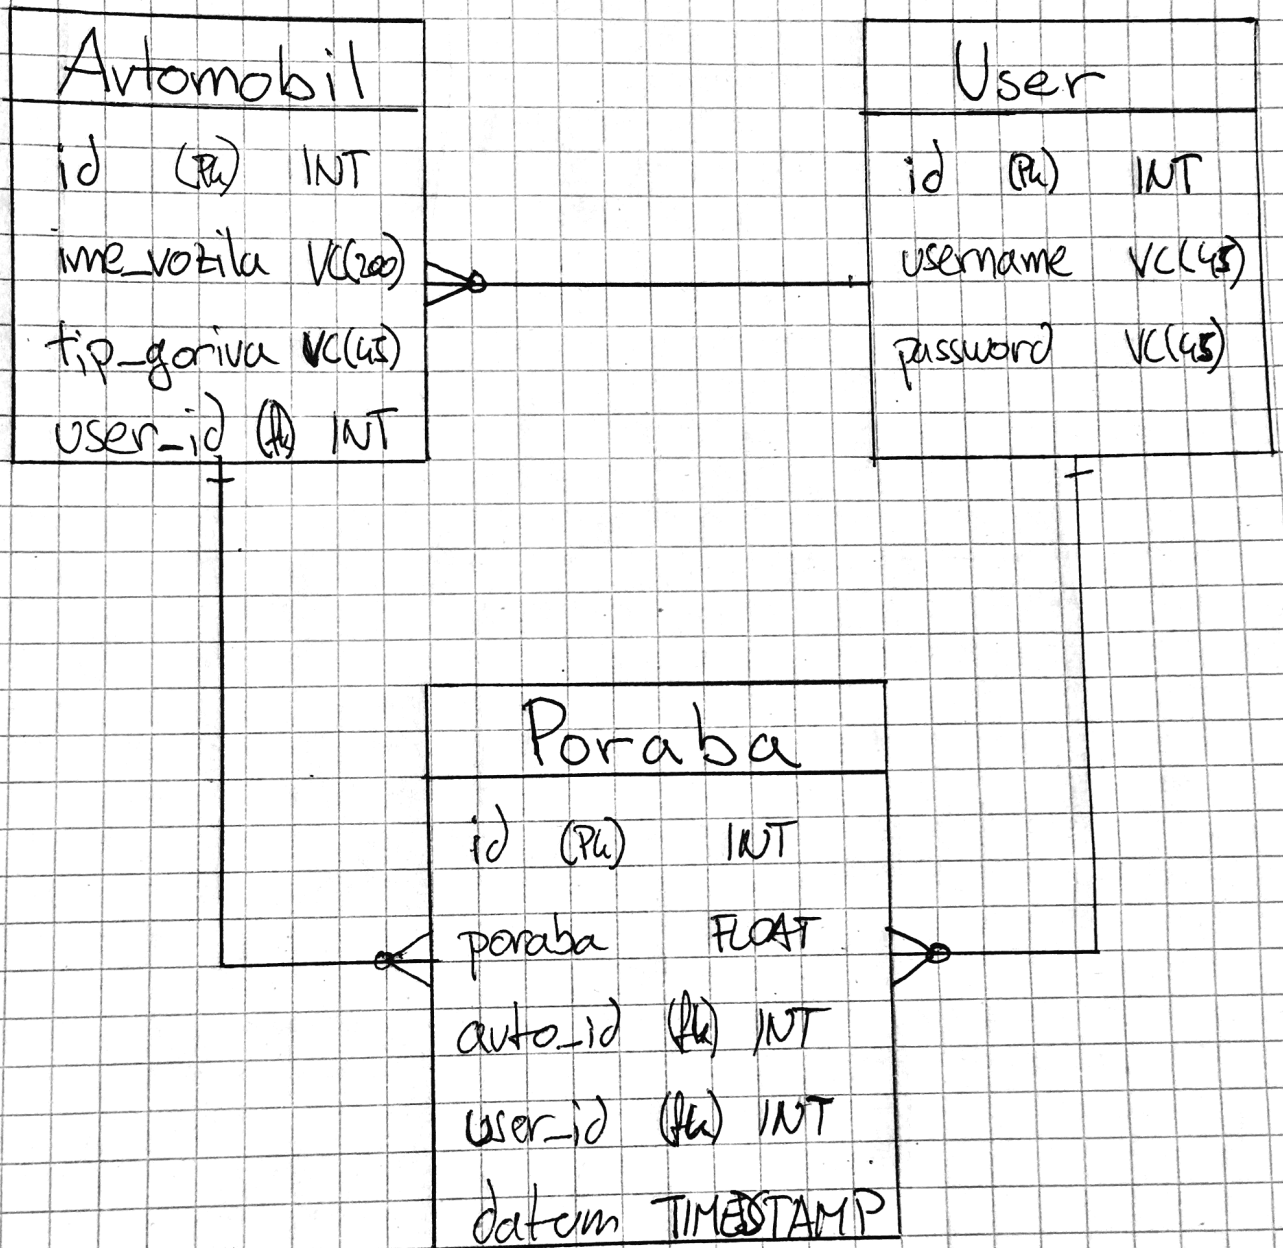 Avtomobil
id (Pk) INT
ime_vozila VC(200)
tip_goriva VC(45)
user_id (fk) INT
User
id (Pk) INT
username VC(45)
password VC(45)
Poraba
id (Pk) INT
poraba FLOAT
auto_id (fk) INT
user_id (fk) INT
datum TIMESTAMP